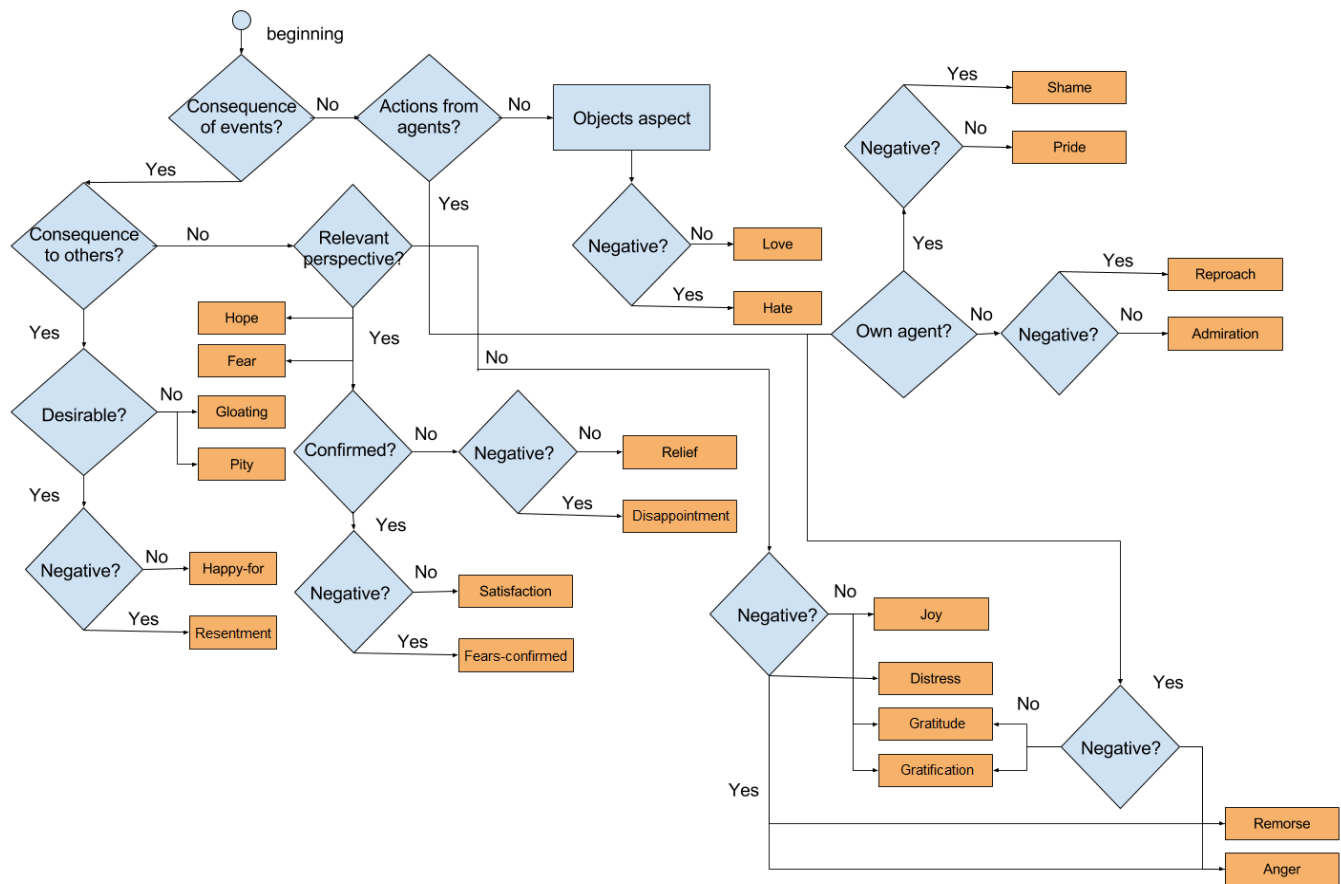 beginning
Consequence
of events?
No
Actions from
agents?
No
Objects aspect
Yes
Shame
Negative?
No
Pride
Yes
Yes
Consequence
to others?
No
Relevant
perspective?
Negative?
No
Love
Yes
Hate
Yes
Own agent?
No
Negative?
Yes
Reproach
No
Admiration
Hope
Fear
Yes
No
Yes
Desirable?
No
Gloating
Pity
Confirmed?
No
Negative?
No
Relief
Yes
Disappointment
Yes
Negative?
No
Happy-for
Yes
Resentment
Yes
Negative?
No
Satisfaction
Yes
Fears-confirmed
Negative?
No
Joy
Distress
Gratitude
Gratification
Yes
No
Negative?
Yes
Remorse
Anger